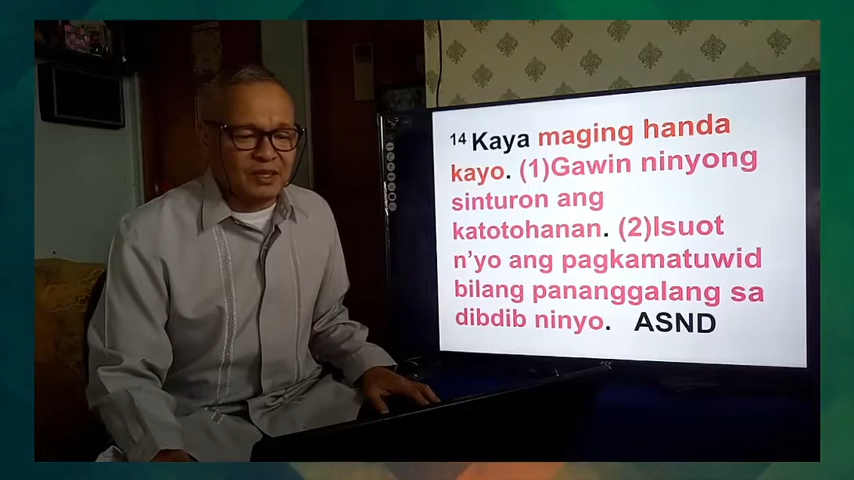 14 Kaya maging handa
kayo. (1)Gawin ninyong
sinturon ang
katotohanan. (2)Isuot
n'yo ang pagkamatuwid
bilang pananggalang sa
dibdib ninyo. ASND